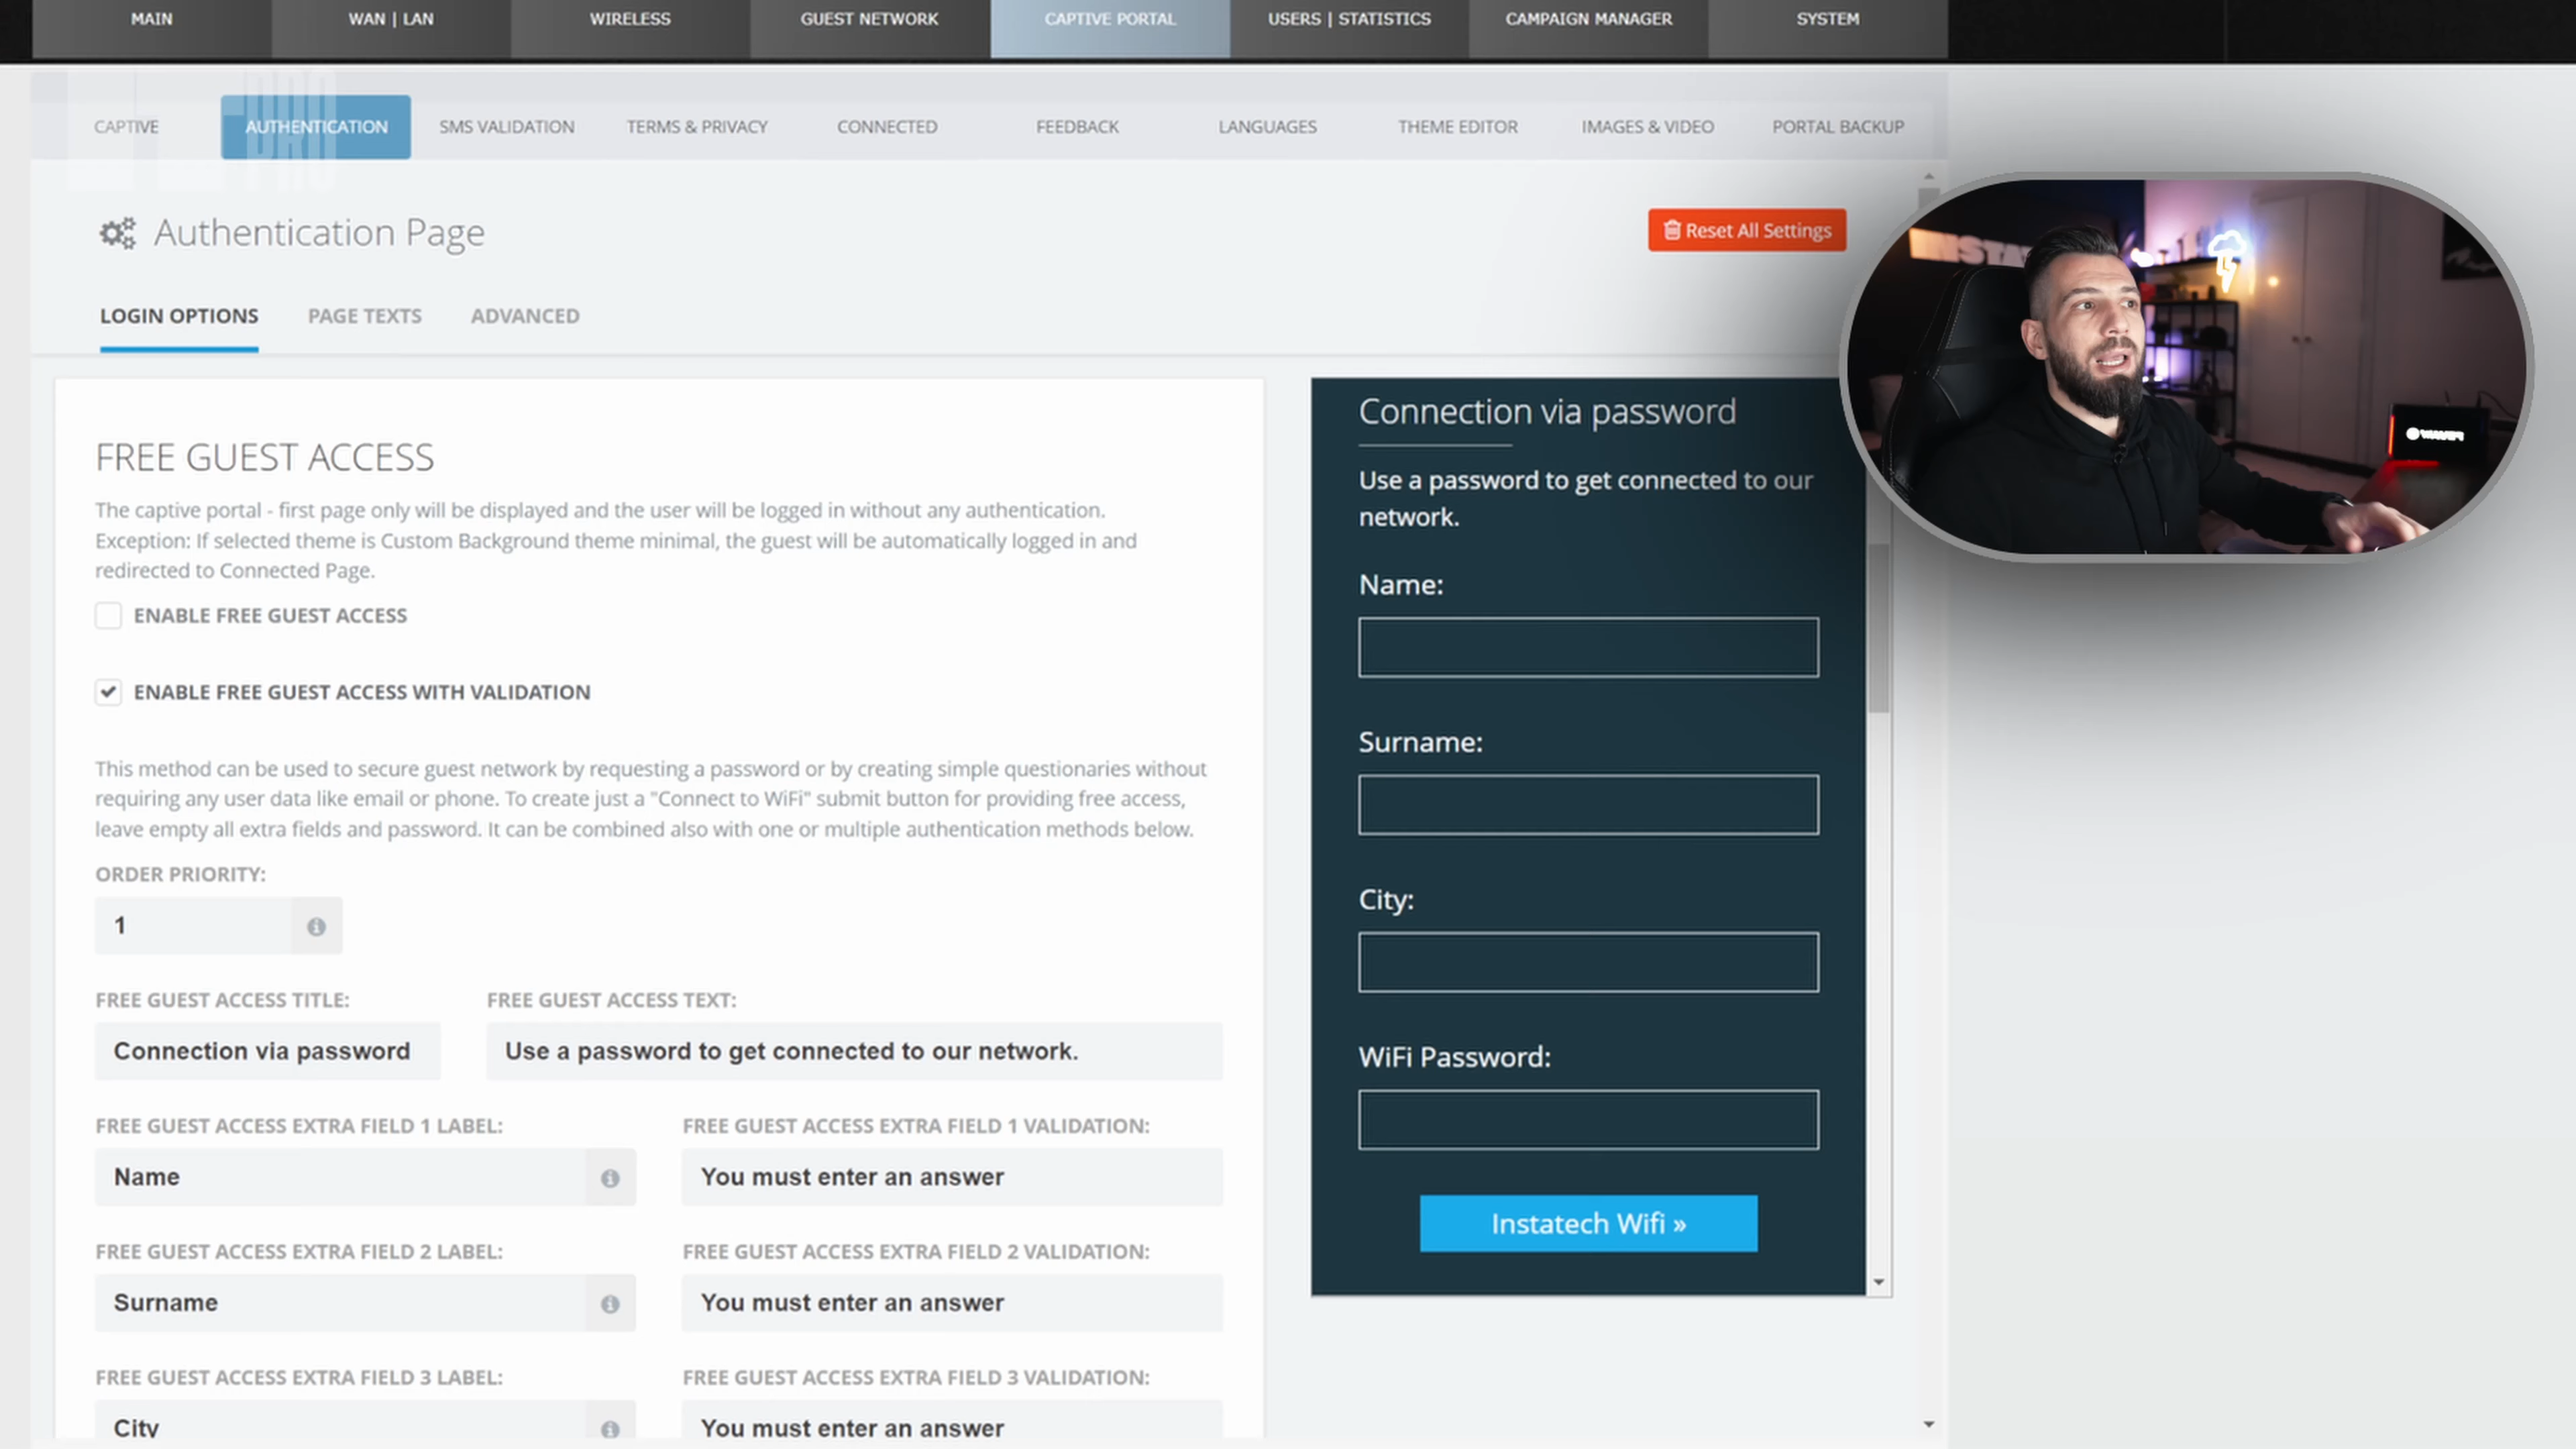 MAIN
WAN | LAN
WIRELESS
GUEST NETWORK
CAPTIVE PORTAL
USERS | STATISTICS
CAMPAIGN MANAGER
SYSTEM
CAPTIVE
AUTHENTICATION
SMS VALIDATION
TERMS & PRIVACY
CONNECTED
FEEDBACK
LANGUAGES
THEME EDITOR
IMAGES & VIDEO
PORTAL BACKUP
PRO
Authentication Page
Reset All Settings
LOGIN OPTIONS
PAGE TEXTS
ADVANCED
FREE GUEST ACCESS
The captive portal - first page only will be displayed and the user will be logged in without any authentication.
Exception: If selected theme is Custom Background theme minimal, the guest will be automatically logged in and
redirected to Connected Page.
ENABLE FREE GUEST ACCESS
ENABLE FREE GUEST ACCESS WITH VALIDATION
This method can be used to secure guest network by requesting a password or by creating simple questionaries without
requiring any user data like email or phone. To create just a "Connect to WiFi" submit button for providing free access,
leave empty all extra fields and password. It can be combined also with one or multiple authentication methods below.
ORDER PRIORITY:
1
FREE GUEST ACCESS TITLE:
FREE GUEST ACCESS TEXT:
Connection via password
Use a password to get connected to our network.
FREE GUEST ACCESS EXTRA FIELD 1 LABEL:
FREE GUEST ACCESS EXTRA FIELD 1 VALIDATION:
Name
You must enter an answer
FREE GUEST ACCESS EXTRA FIELD 2 LABEL:
FREE GUEST ACCESS EXTRA FIELD 2 VALIDATION:
Surname
You must enter an answer
FREE GUEST ACCESS EXTRA FIELD 3 LABEL:
FREE GUEST ACCESS EXTRA FIELD 3 VALIDATION:
City
You must enter an answer
Connection via password
Use a password to get connected to our
network.
Name:
Surname:
City:
WiFi Password:
Instatech Wifi »